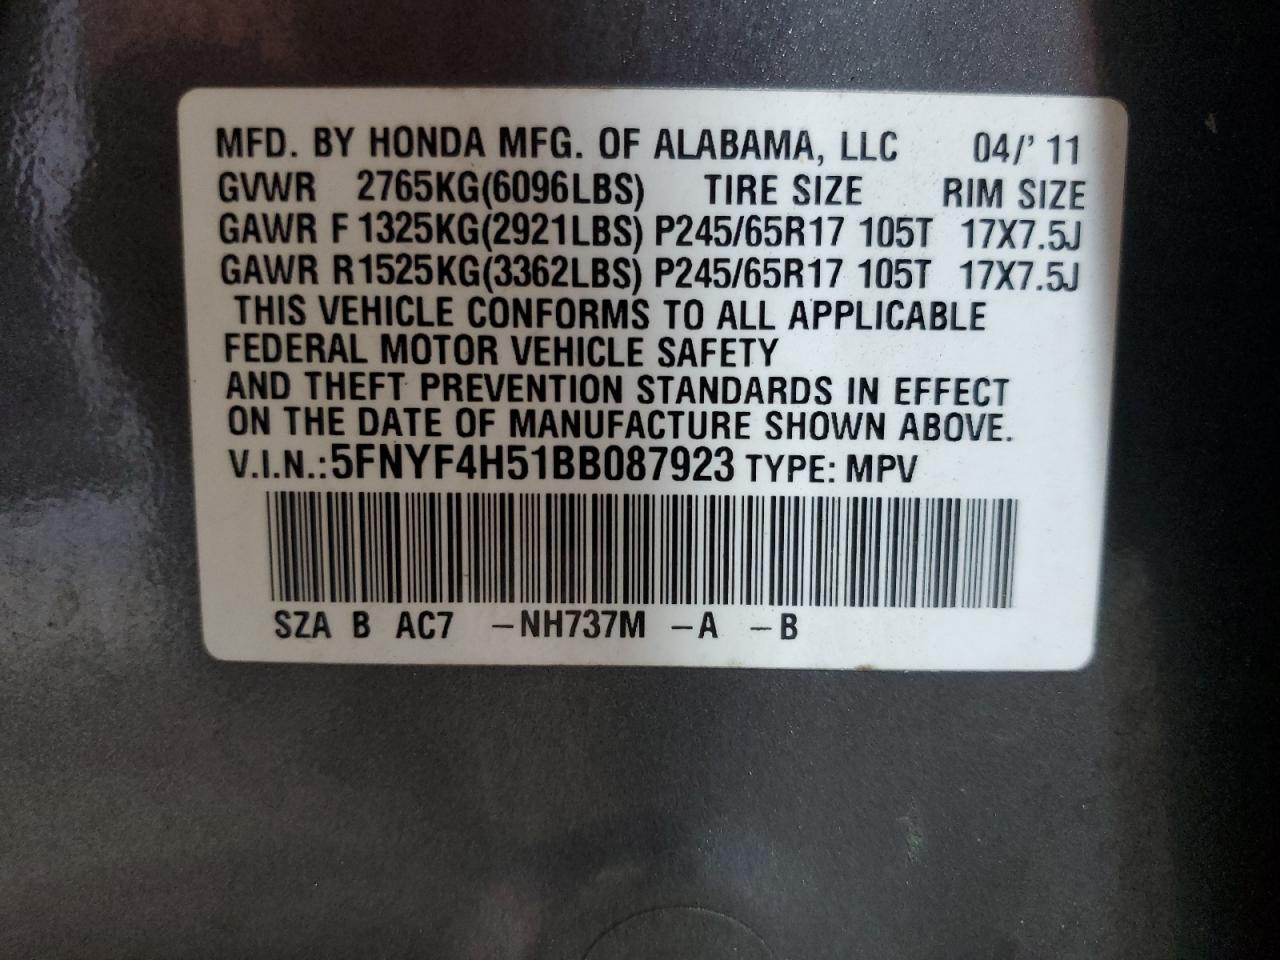 MFD. BY HONDA MFG. OF ALABAMA, LLC 04/' 11
GVWR 2765KG(6096LBS) TIRE SIZE RIM SIZE
GAWR F 1325KG(2921LBS) P245/65R17 105T 17X7.5J
GAWR R1525KG(3362LBS) P245/65R17 105T 17X7.5J
THIS VEHICLE CONFORMS TO ALL APPLICABLE
FEDERAL MOTOR VEHICLE SAFETY
AND THEFT PREVENTION STANDARDS IN EFFECT
ON THE DATE OF MANUFACTURE SHOWN ABOVE.
V.I.N.:5FNYF4H51BB087923 TYPE: MPV
SZA B AC7 –NH737M –A –B